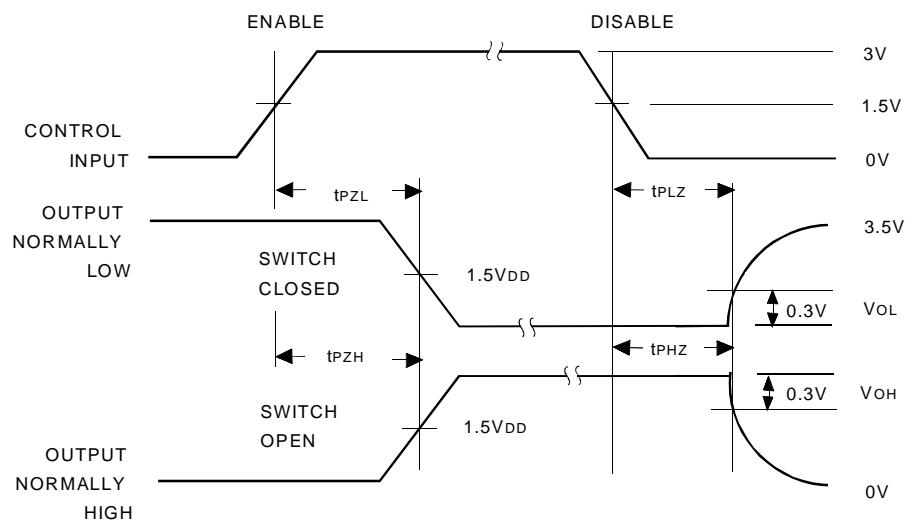 ENABLE
DISABLE
3V
1.5V
CONTROL
INPUT
0V
tPZL
tPLZ
OUTPUT
NORMALLY
LOW
3.5V
SWITCH
CLOSED
1.5VDD
0.3V
VOL
tPZH
tPHZ
0.3V
VOH
SWITCH
OPEN
1.5VDD
OUTPUT
NORMALLY
HIGH
0V